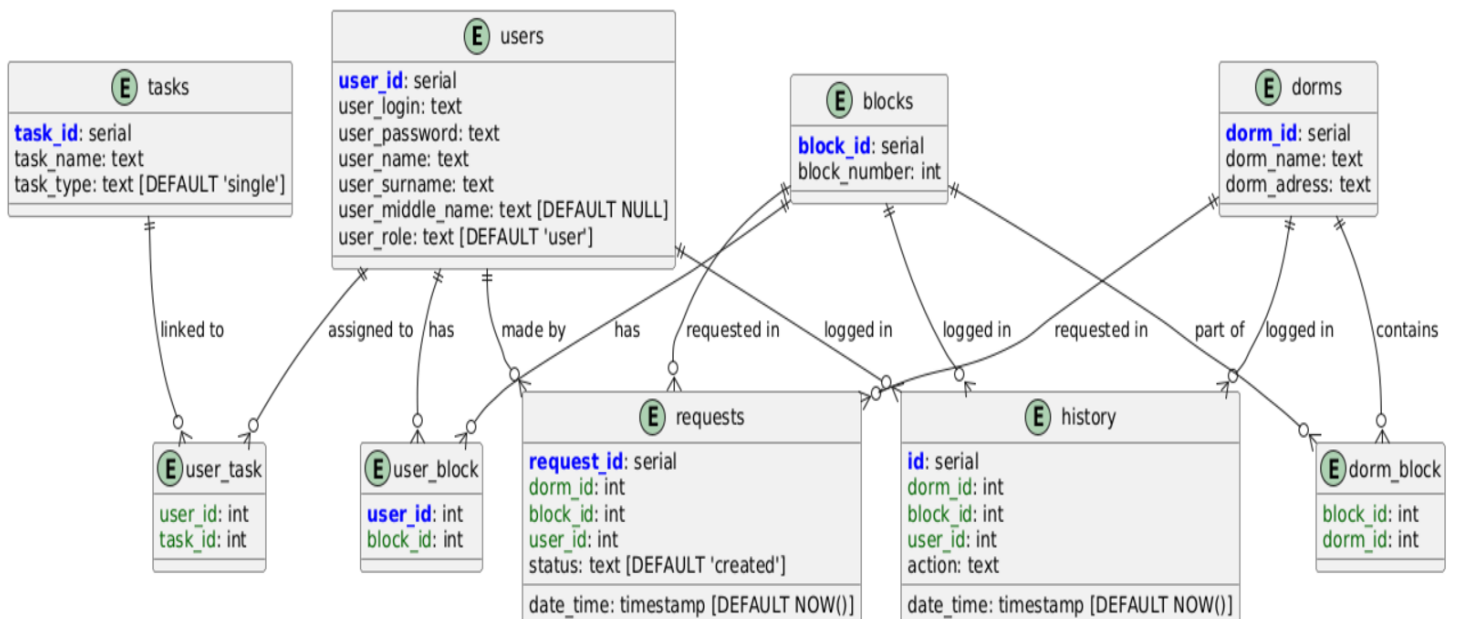 E tasks
task_id: serial
task_name: text
task_type: text [DEFAULT 'single']
E users
user_id: serial
user_login: text
user_password: text
user_name: text
user_surname: text
user_middle_name: text [DEFAULT NULL]
user_role: text [DEFAULT 'user']
E blocks
block_id: serial
block_number: int
E dorms
dorm_id: serial
dorm_name: text
dorm_adress: text
linked to
assigned to
has
made by
has
requested in
logged in
logged in
requested in
part of
logged in
contains
E user_task
user_id: int
task_id: int
E user_block
user_id: int
block_id: int
E requests
request_id: serial
dorm_id: int
block_id: int
user_id: int
status: text [DEFAULT 'created']
date_time: timestamp [DEFAULT NOW()]
E history
id: serial
dorm_id: int
block_id: int
user_id: int
action: text
date_time: timestamp [DEFAULT NOW()]
E dorm_block
block_id: int
dorm_id: int